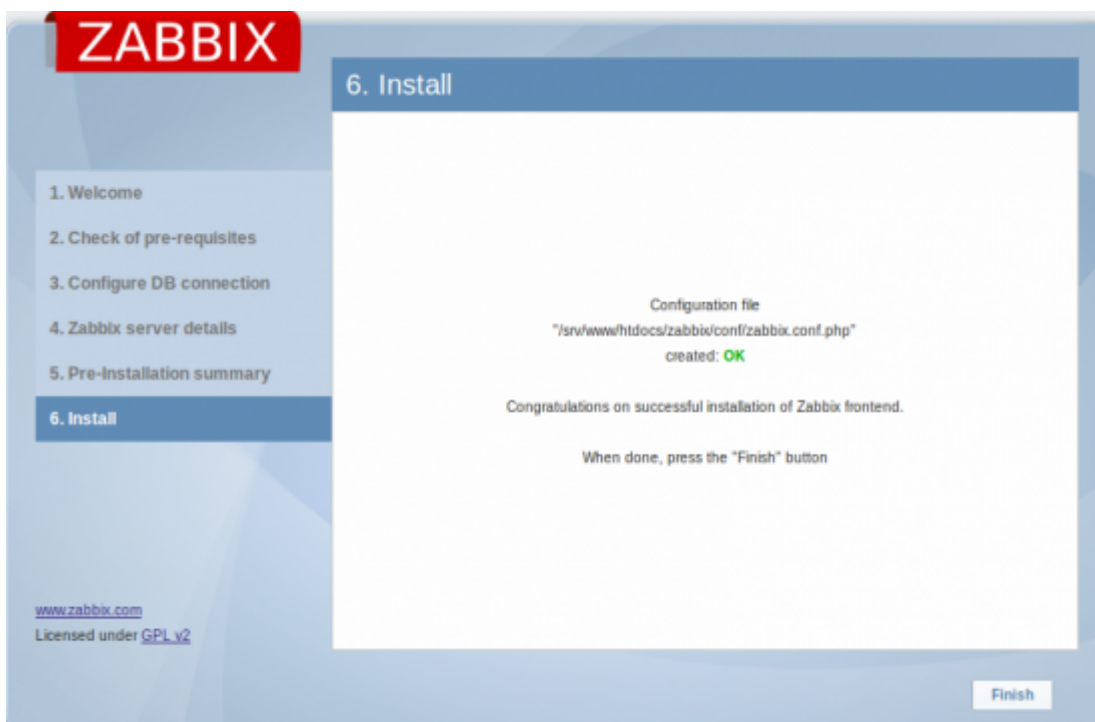 ZABBIX
6. Install
1. Welcome
2. Check of pre-requisites
3. Configure DB connection
4. Zabbix server details
5. Pre-Installation summary
6. Install
Configuration file
"/srv/www/htdocs/zabbix/conf/zabbix.conf.php"
created: OK
Congratulations on successful installation of Zabbix frontend.
When done, press the "Finish" button
www.zabbix.com
Licensed under GPL v2
Finish